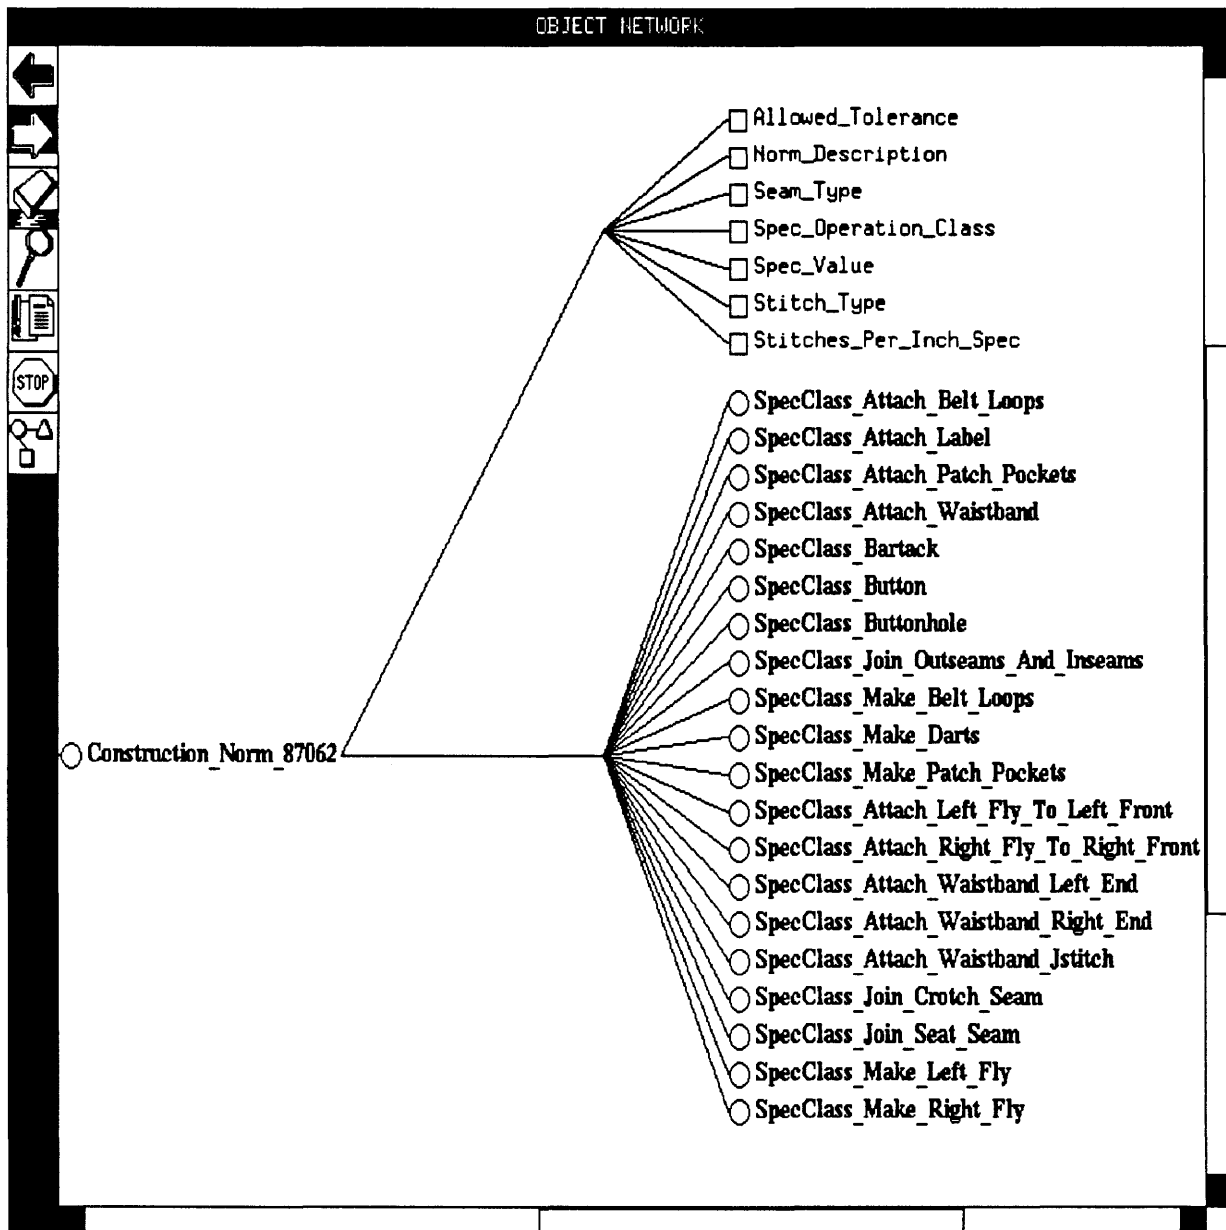 OBJECT NETWORK
Allowed_Tolerance
Norm_Description
Seam_Type
Spec_Operation_Class
Spec_Value
Stitch_Type
Stitches_Per_Inch_Spec
STOP
SpecClass_Attach_Belt_Loops
SpecClass_Attach_Label
SpecClass_Attach_Patch_Pockets
SpecClass_Attach_Waistband
SpecClass_Bartack
SpecClass_Button
SpecClass_Buttonhole
SpecClass_Join_Outseams_And_Inseams
SpecClass_Make_Belt_Loops
SpecClass_Make_Darts
Construction_Norm_87062
SpecClass_Make_Patch_Pockets
SpecClass_Attach_Left_Fly_To_Left_Front
SpecClass_Attach_Right_Fly_To_Right_Front
SpecClass_Attach_Waistband_Left_End
SpecClass_Attach_Waistband_Right_End
SpecClass_Attach_Waistband_Jstitch
SpecClass_Join_Crotch_Seam
SpecClass_Join_Seat_Seam
SpecClass_Make_Left_Fly
SpecClass_Make_Right_Fly